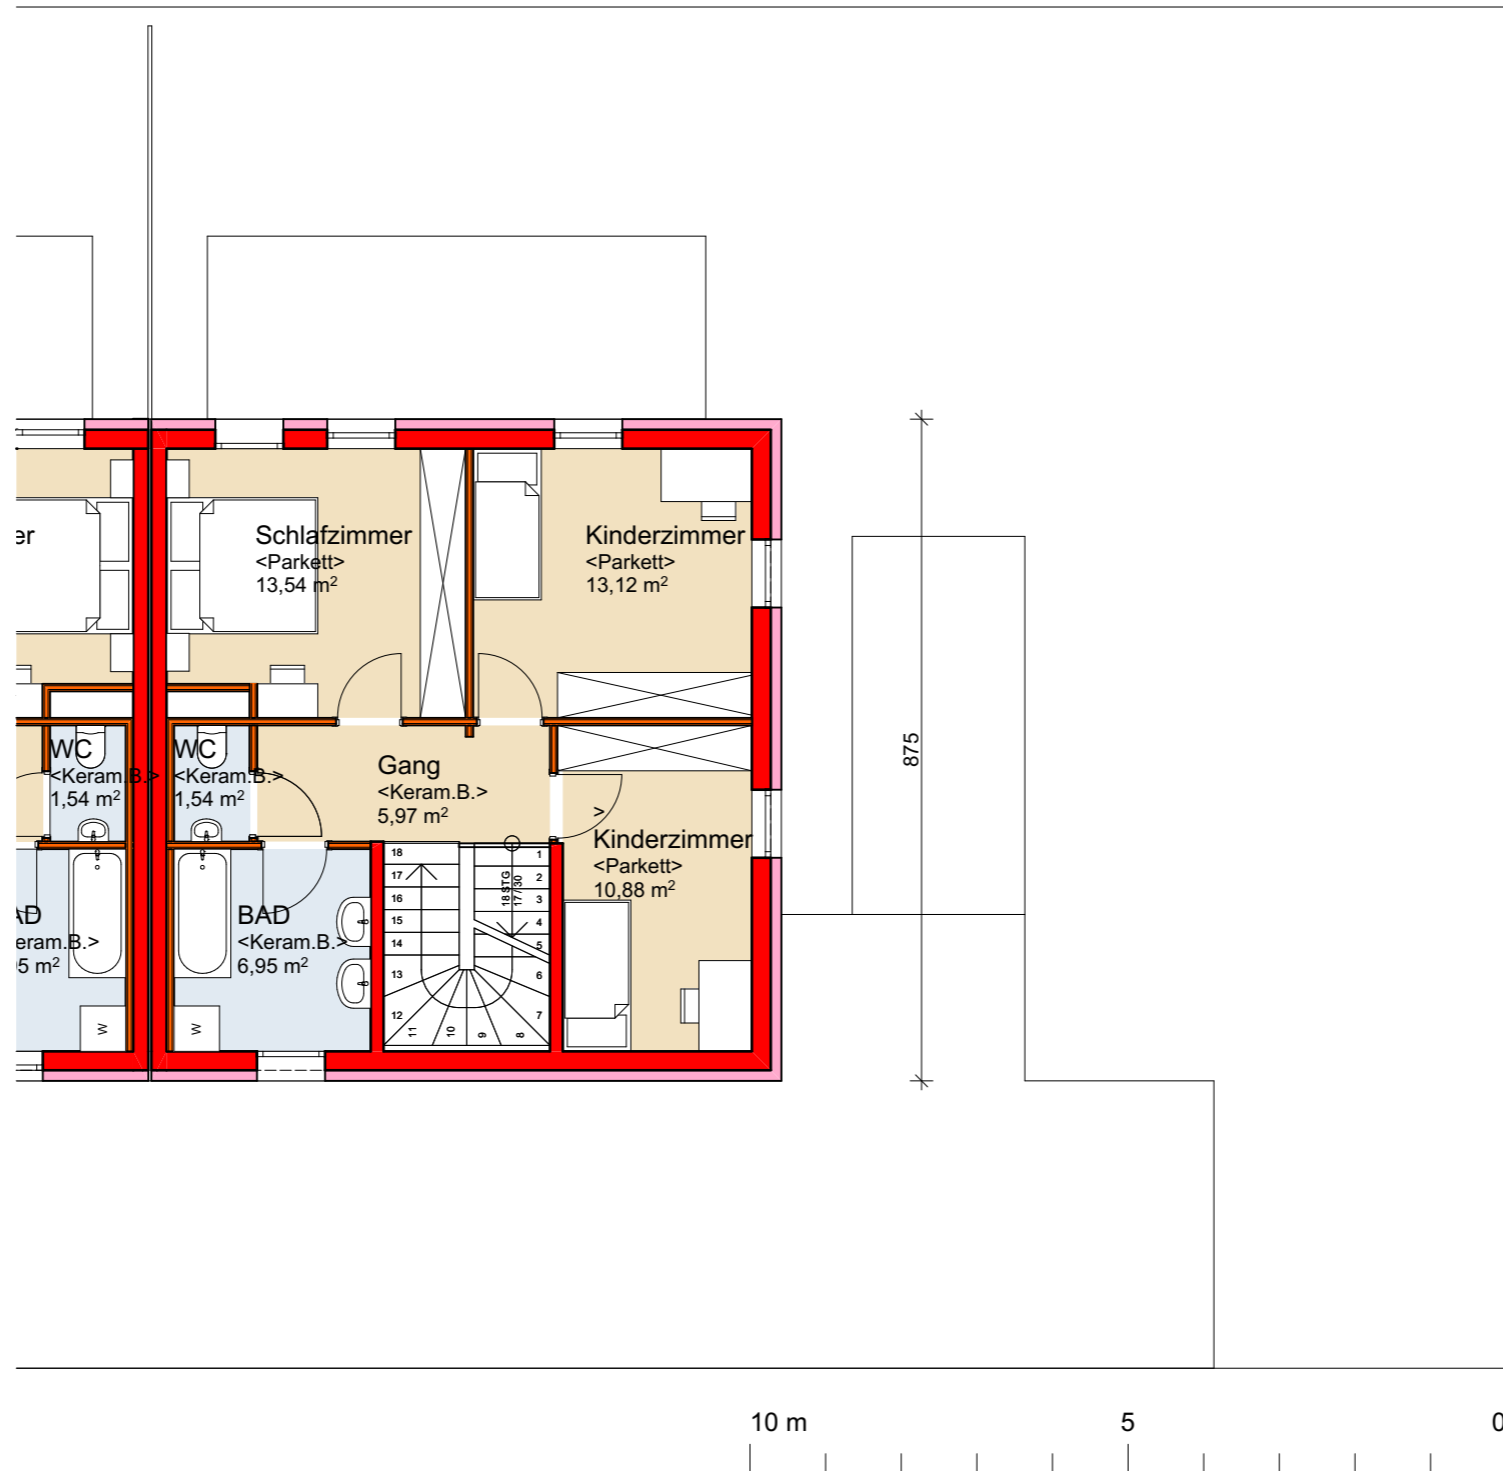 er
Schlafzimmer
<Parkett>
13,54 m²
Kinderzimmer
<Parkett>
13,12 m²
WC
<Keram.B.>
1,54 m²
WC
<Keram.B.>
1,54 m²
Gang
<Keram.B.>
5,97 m²
875
>
Kinderzimmer
<Parkett>
10,88 m²
AD
eram.B.>
95 m²
BAD
<Keram.B.>
6,95 m²
18
17
16
15
14
13
12
11
10
9
8
7
6
5
4
3
2
1
18 STG
17 / 30
W
W
10 m 5 0